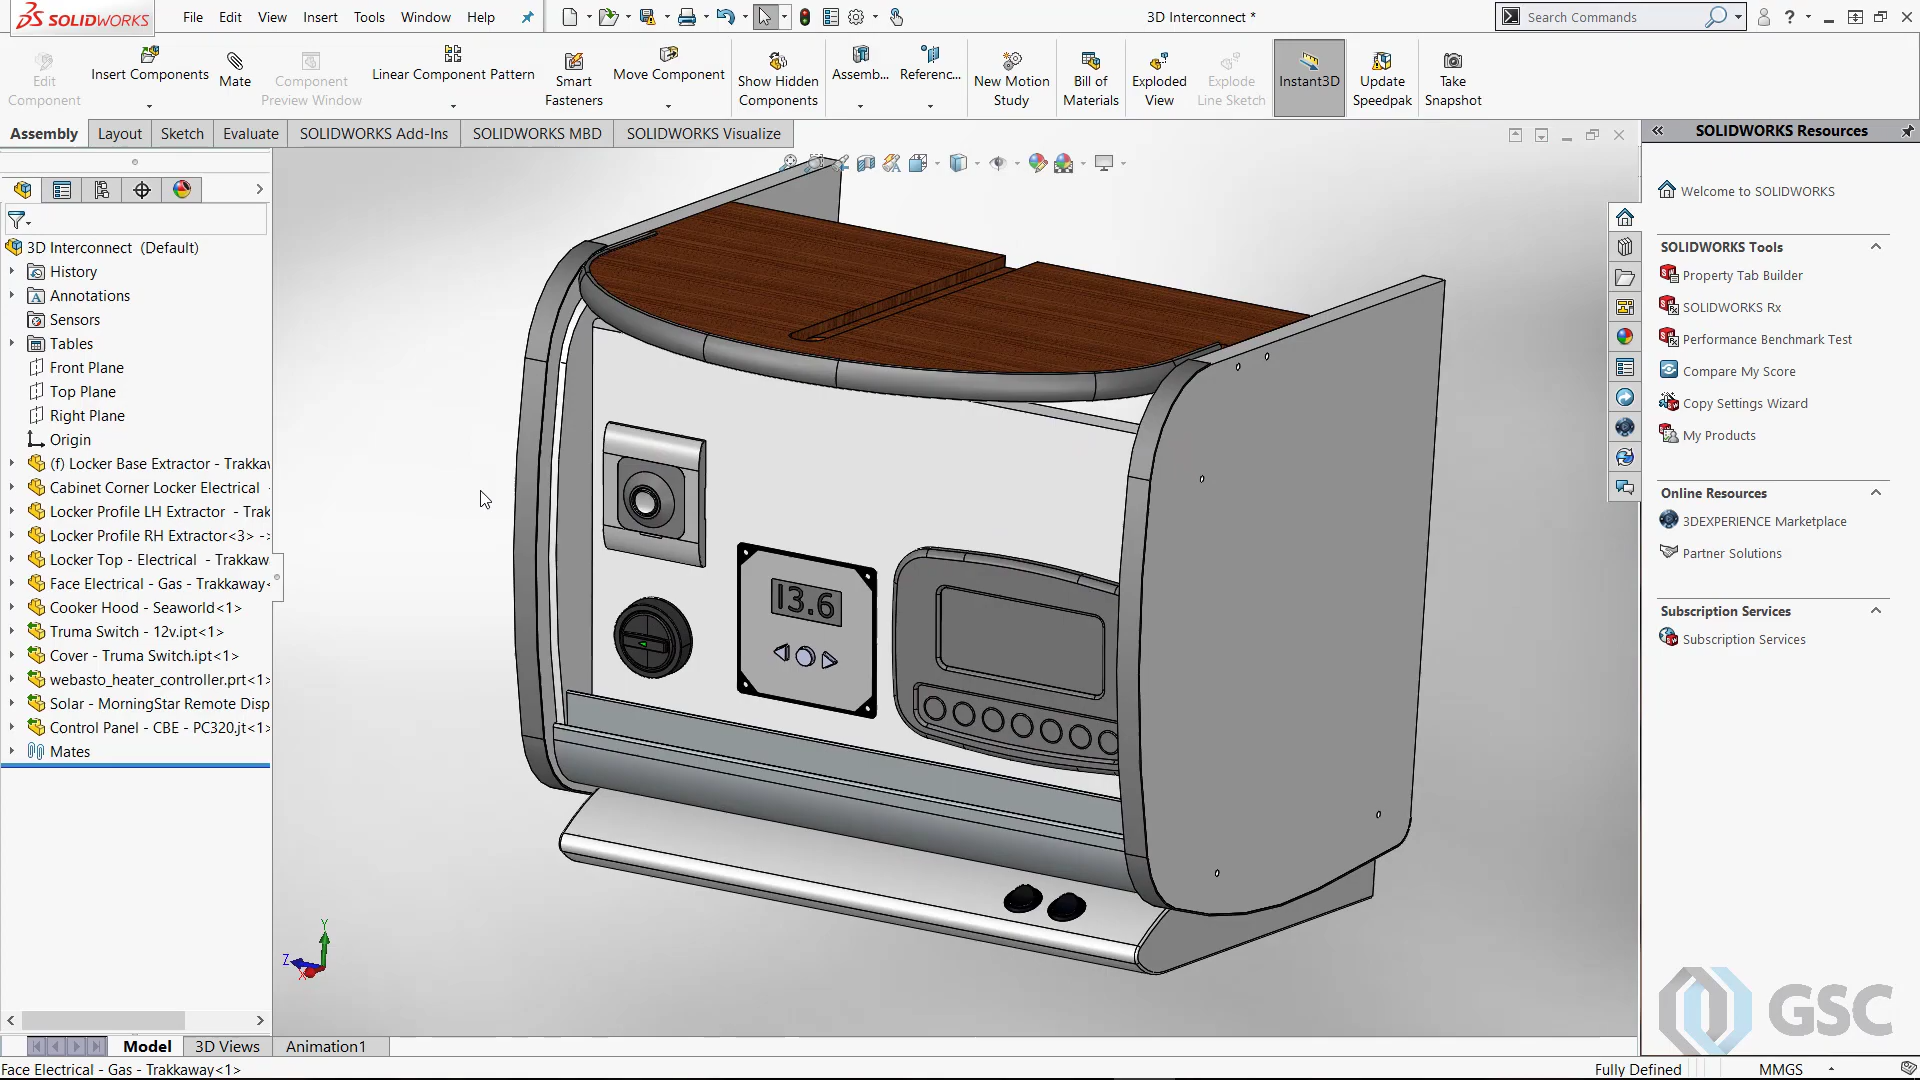 SOLIDWORKS
File Edit View Insert Tools Window Help
3D Interconnect *
Search Commands
Edit Component
Insert Components
Mate
Component Preview Window
Linear Component Pattern
Smart Fasteners
Move Component
Show Hidden Components
Assemb...
Referenc...
New Motion Study
Bill of Materials
Exploded View
Explode Line Sketch
Instant3D
Update Speedpak
Take Snapshot
Assembly Layout Sketch Evaluate SOLIDWORKS Add-Ins SOLIDWORKS MBD SOLIDWORKS Visualize
3D Interconnect (Default)
History
Annotations
Sensors
Tables
Front Plane
Top Plane
Right Plane
Origin
(f) Locker Base Extractor - Trakka
Cabinet Corner Locker Electrical
Locker Profile LH Extractor - Trak
Locker Profile RH Extractor<3> ->
Locker Top - Electrical - Trakkaw
Face Electrical - Gas - Trakkaway<
Cooker Hood - Seaworld<1>
Truma Switch - 12v.ipt<1>
Cover - Truma Switch.ipt<1>
webasto_heater_controller.prt<1>
Solar - MorningStar Remote Disp
Control Panel - CBE - PC320.jt<1>
Mates
13.6
Y
Z
X
SOLIDWORKS Resources
Welcome to SOLIDWORKS
SOLIDWORKS Tools
Property Tab Builder
SOLIDWORKS Rx
Performance Benchmark Test
Compare My Score
Copy Settings Wizard
My Products
Online Resources
3DEXPERIENCE Marketplace
Partner Solutions
Subscription Services
Subscription Services
GSC
Model 3D Views Animation1
Face Electrical - Gas - Trakkaway<1>
Fully Defined
MMGS